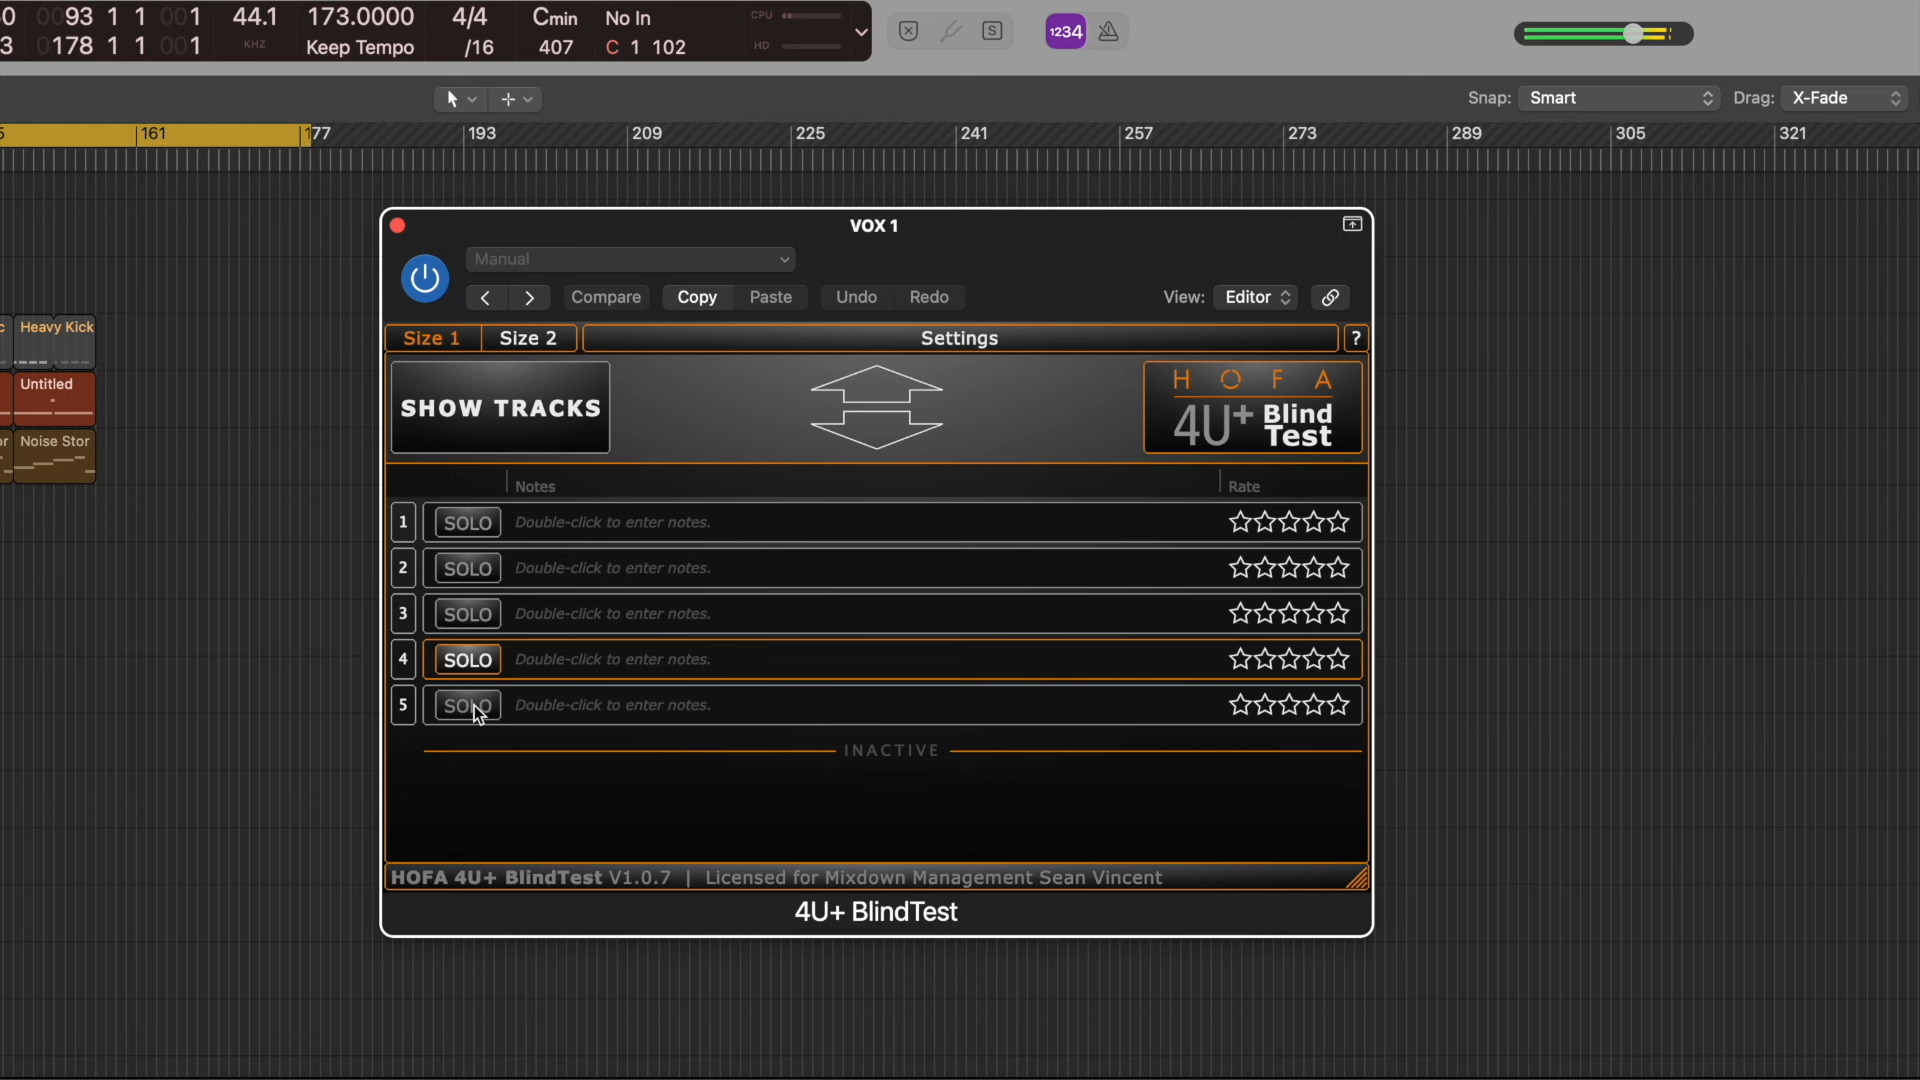 0 0093 1 1 001 44.1 173.0000 4/4 Cmin No In CPU
3 0178 1 1 001 KHZ Keep Tempo /16 407 C 1 102 HD
S 1234
Snap: Smart Drag: X-Fade
5 161 177 193 209 225 241 257 273 289 305 321
VOX 1
Manual
Compare Copy Paste Undo Redo View: Editor
Size 1 Size 2 Settings ?
SHOW TRACKS
H O F A
4U+ Blind Test
Notes Rate
1 SOLO Double-click to enter notes.
2 SOLO Double-click to enter notes.
3 SOLO Double-click to enter notes.
4 SOLO Double-click to enter notes.
5 SOLO Double-click to enter notes.
INACTIVE
HOFA 4U+ BlindTest V1.0.7 | Licensed for Mixdown Management Sean Vincent
4U+ BlindTest
c Heavy Kick
Untitled
or Noise Stor